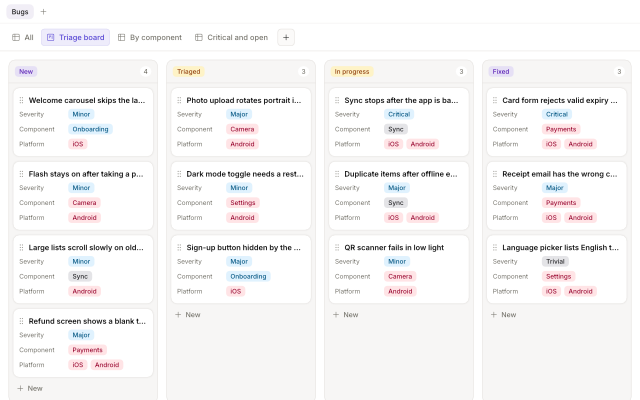 Bugs
All
Triage board
By component
Critical and open
New 4
Welcome carousel skips the la...
Severity Minor
Component Onboarding
Platform iOS
Flash stays on after taking a p...
Severity Minor
Component Camera
Platform Android
Large lists scroll slowly on old...
Severity Minor
Component Sync
Platform Android
Refund screen shows a blank t...
Severity Major
Component Payments
Platform iOS Android
+ New
Triaged 3
Photo upload rotates portrait i...
Severity Major
Component Camera
Platform Android
Dark mode toggle needs a rest...
Severity Minor
Component Settings
Platform Android
Sign-up button hidden by the ...
Severity Major
Component Onboarding
Platform iOS
+ New
In progress 3
Sync stops after the app is ba...
Severity Critical
Component Sync
Platform iOS Android
Duplicate items after offline e...
Severity Major
Component Sync
Platform iOS Android
QR scanner fails in low light
Severity Minor
Component Camera
Platform Android
+ New
Fixed 3
Card form rejects valid expiry ...
Severity Critical
Component Payments
Platform iOS Android
Receipt email has the wrong c...
Severity Major
Component Payments
Platform iOS Android
Language picker lists English t...
Severity Trivial
Component Settings
Platform iOS Android
+ New